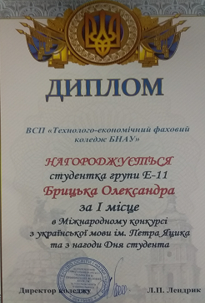 ДИПЛОМ
ВСП «Технолого-економічний фаховий
коледж БНАУ»
НАГОРОДЖУЄТЬСЯ
студентка групи Е-11
Брицька Олександра
за І місце
в Міжнародному конкурсі
з української мови ім. Петра Яцика
та з нагоди Дня студента
Директор коледжу Л.П. Лендрик